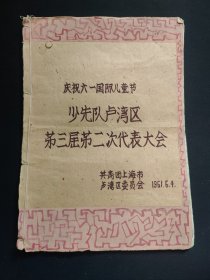 庆祝六一国际儿童节
少先队卢湾区
第三届第二次代表大会
共青团上海市
卢湾区委员会 1961.6.4.